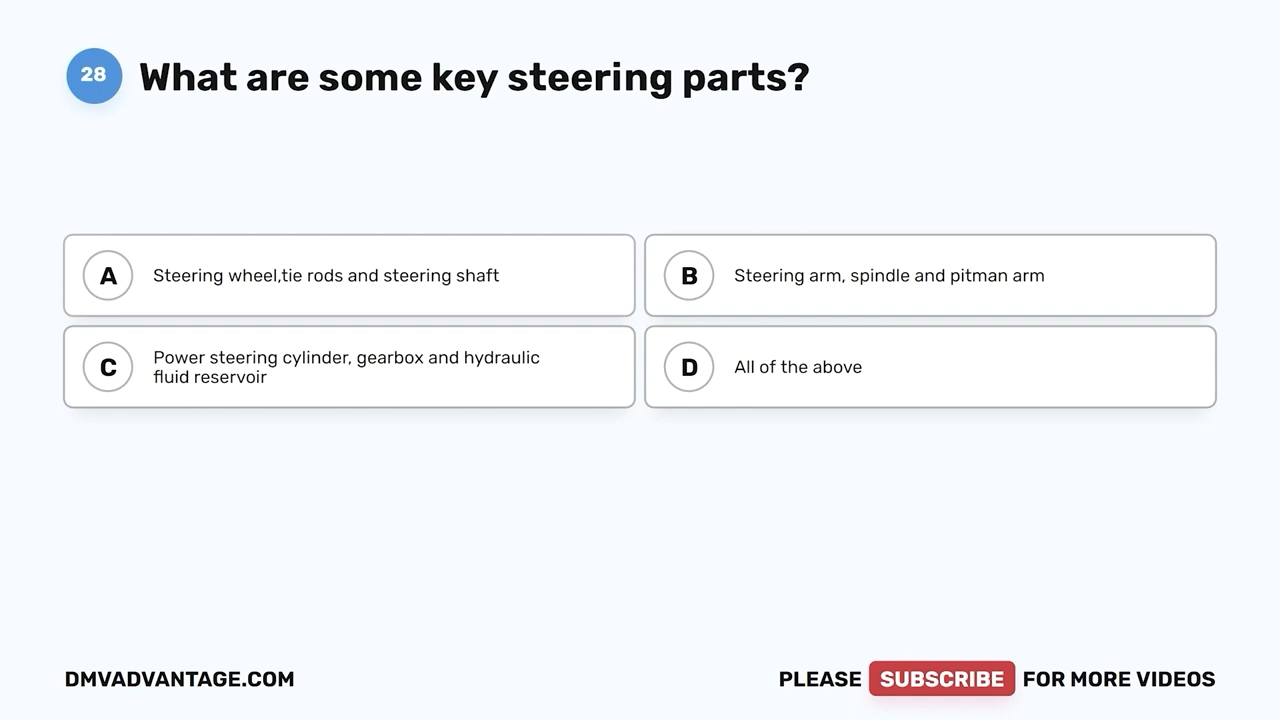 28
What are some key steering parts?
A
Steering wheel,tie rods and steering shaft
B
Steering arm, spindle and pitman arm
C
Power steering cylinder, gearbox and hydraulic
fluid reservoir
D
All of the above
DMVADVANTAGE.COM
PLEASE SUBSCRIBE FOR MORE VIDEOS